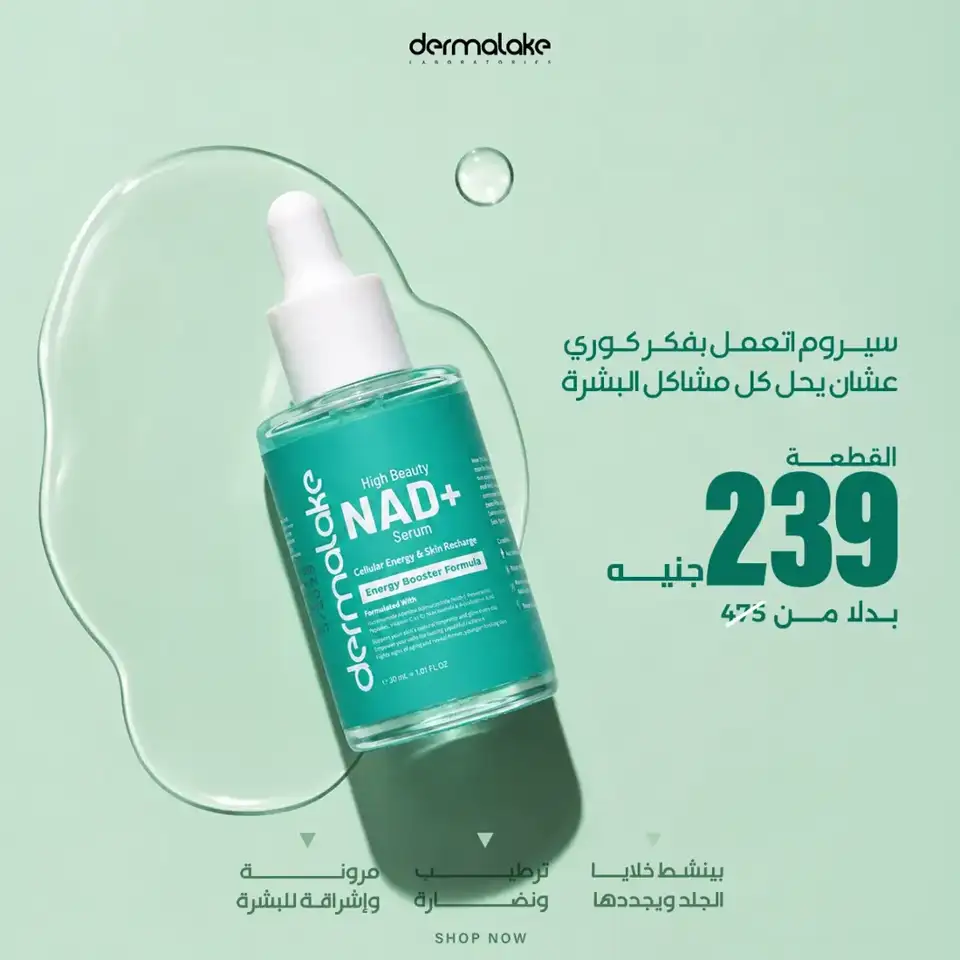 dermalake
LABORATORIES
سيروم اتعمل بفكر كوري
عشان يحل كل مشاكل البشرة
القطعة
239 جنيه
بدلا من 475
dermalake
High Beauty
NAD+
Serum
Cellular Energy & Skin Recharge
Energy Booster Formula
Formulated With
30 mL • 1.01 FL OZ
بينشط خلايا
الجلد ويجددها
ترطيب
ونضارة
مرونة
وإشراقة للبشرة
SHOP NOW